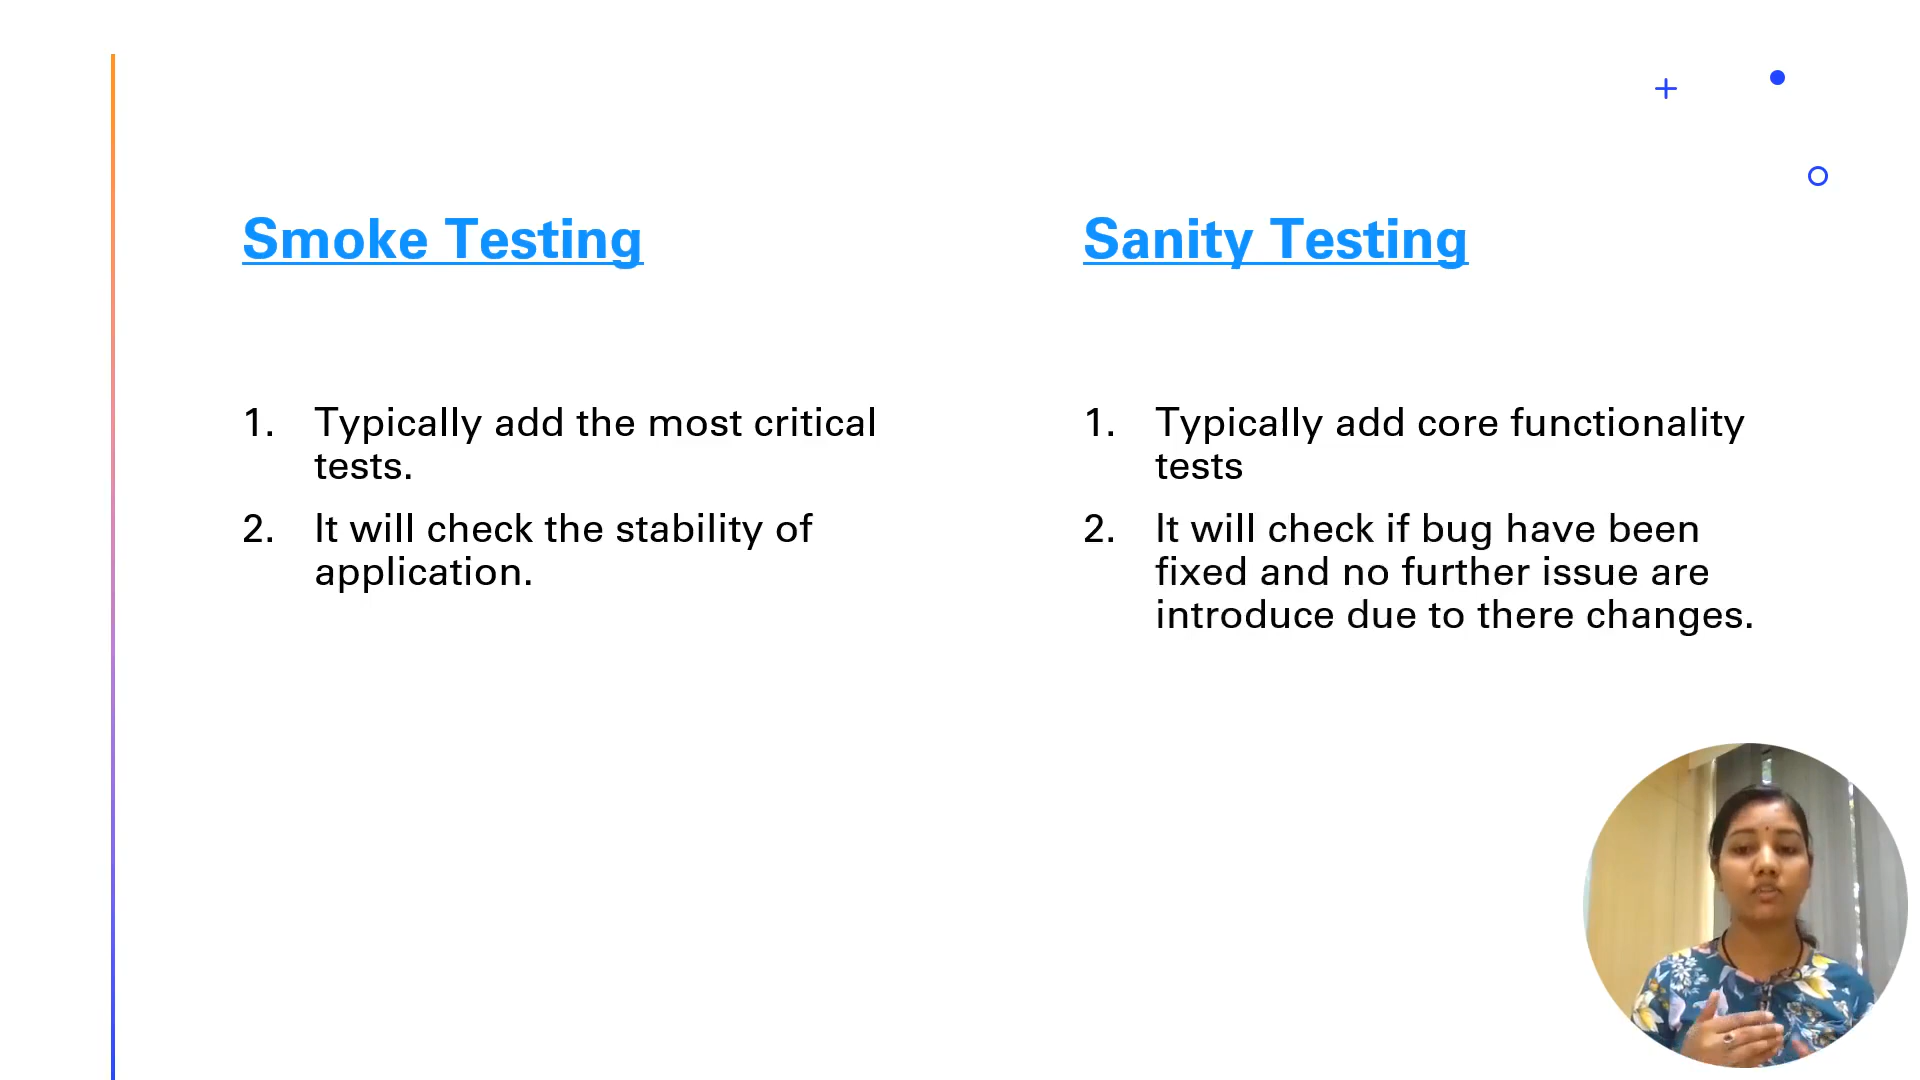 Smoke Testing
1. Typically add the most critical
tests.
2. It will check the stability of
application.
Sanity Testing
1. Typically add core functionality
tests
2. It will check if bug have been
fixed and no further issue are
introduce due to there changes.